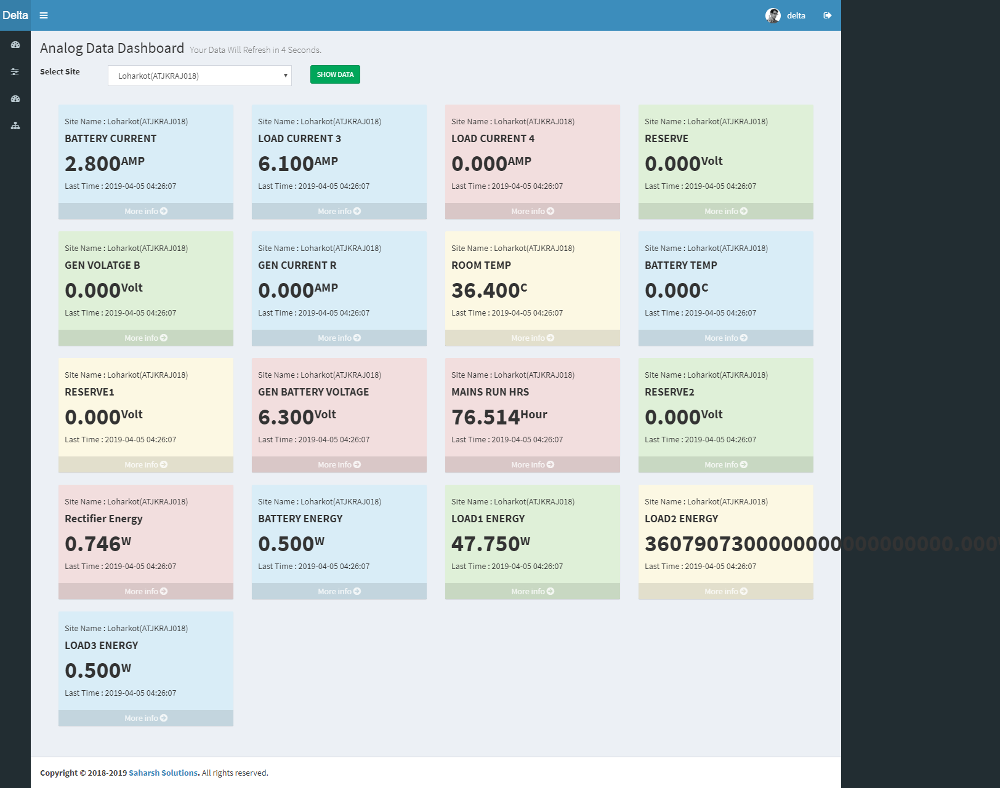 Delta
delta
Analog Data Dashboard Your Data Will Refresh in 4 Seconds.
Select Site
Loharkot(ATJKRAJ018)
SHOW DATA
Site Name : Loharkot(ATJKRAJ018)
BATTERY CURRENT
2.800AMP
Last Time : 2019-04-05 04:26:07
More info
Site Name : Loharkot(ATJKRAJ018)
LOAD CURRENT 3
6.100AMP
Last Time : 2019-04-05 04:26:07
More info
Site Name : Loharkot(ATJKRAJ018)
LOAD CURRENT 4
0.000AMP
Last Time : 2019-04-05 04:26:07
More info
Site Name : Loharkot(ATJKRAJ018)
RESERVE
0.000Volt
Last Time : 2019-04-05 04:26:07
More info
Site Name : Loharkot(ATJKRAJ018)
GEN VOLATGE B
0.000Volt
Last Time : 2019-04-05 04:26:07
More info
Site Name : Loharkot(ATJKRAJ018)
GEN CURRENT R
0.000AMP
Last Time : 2019-04-05 04:26:07
More info
Site Name : Loharkot(ATJKRAJ018)
ROOM TEMP
36.400C
Last Time : 2019-04-05 04:26:07
More info
Site Name : Loharkot(ATJKRAJ018)
BATTERY TEMP
0.000C
Last Time : 2019-04-05 04:26:07
More info
Site Name : Loharkot(ATJKRAJ018)
RESERVE1
0.000Volt
Last Time : 2019-04-05 04:26:07
More info
Site Name : Loharkot(ATJKRAJ018)
GEN BATTERY VOLTAGE
6.300Volt
Last Time : 2019-04-05 04:26:07
More info
Site Name : Loharkot(ATJKRAJ018)
MAINS RUN HRS
76.514Hour
Last Time : 2019-04-05 04:26:07
More info
Site Name : Loharkot(ATJKRAJ018)
RESERVE2
0.000Volt
Last Time : 2019-04-05 04:26:07
More info
Site Name : Loharkot(ATJKRAJ018)
Rectifier Energy
0.746W
Last Time : 2019-04-05 04:26:07
More info
Site Name : Loharkot(ATJKRAJ018)
BATTERY ENERGY
0.500W
Last Time : 2019-04-05 04:26:07
More info
Site Name : Loharkot(ATJKRAJ018)
LOAD1 ENERGY
47.750W
Last Time : 2019-04-05 04:26:07
More info
Site Name : Loharkot(ATJKRAJ018)
LOAD2 ENERGY
Last Time : 2019-04-05 04:26:07
More info
Site Name : Loharkot(ATJKRAJ018)
LOAD3 ENERGY
0.500W
Last Time : 2019-04-05 04:26:07
More info
Copyright © 2018-2019 Saharsh Solutions. All rights reserved.